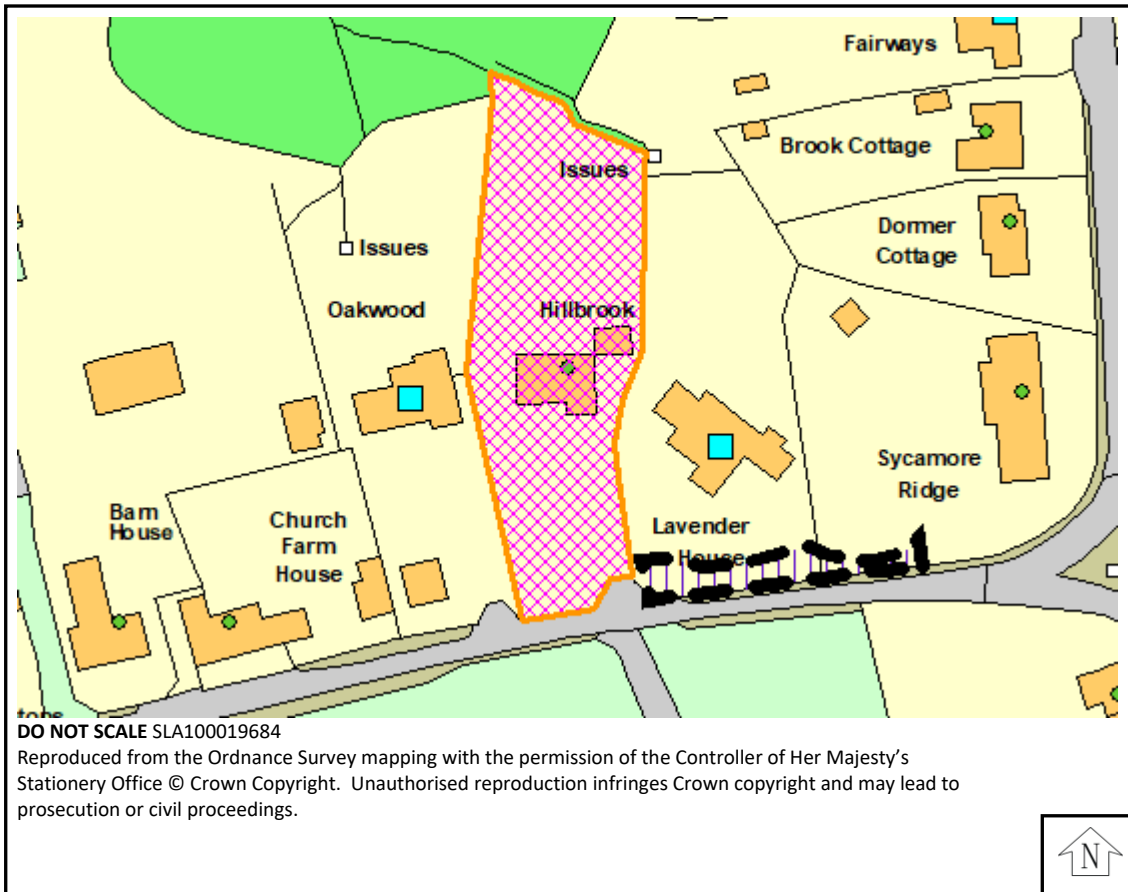 Fairways
Brook Cottage
Issues
Dormer
Cottage
Issues
Oakwood
Hillbrook
Sycamore
Ridge
Barn
House
Church
Farm
House
Lavender
House
DO NOT SCALE SLA100019684
Reproduced from the Ordnance Survey mapping with the permission of the Controller of Her Majesty’s
Stationery Office © Crown Copyright. Unauthorised reproduction infringes Crown copyright and may lead to
prosecution or civil proceedings.
N